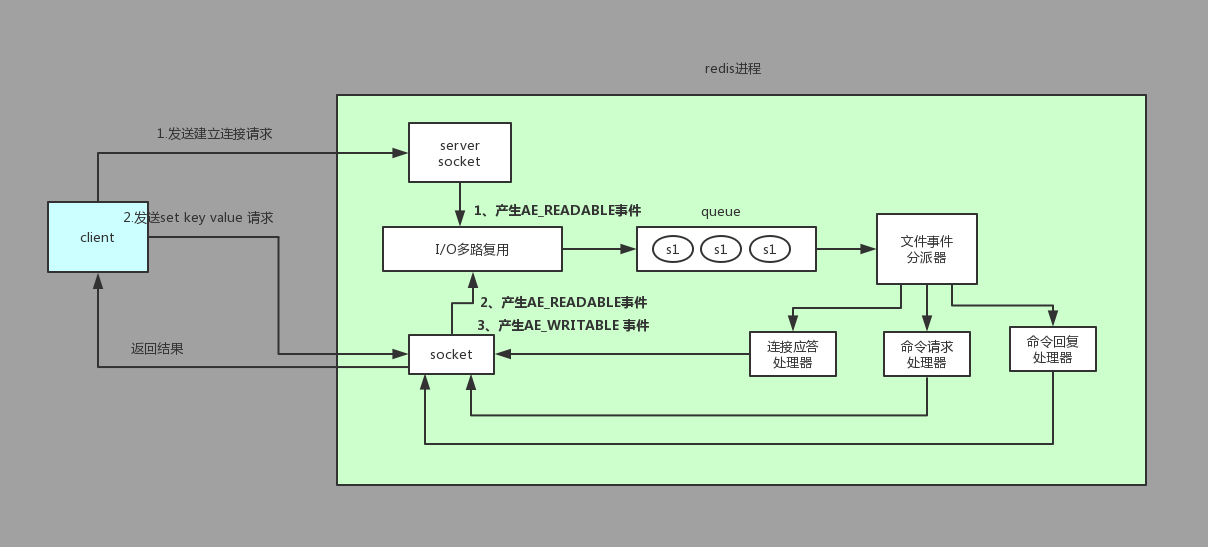 redis进程
1.发送建立连接请求
server
socket
2.发送set key value 请求
client
1、产生AE_READABLE事件
queue
I/O多路复用
s1
s1
s1
文件事件
分派器
2、产生AE_READABLE事件
3、产生AE_WRITABLE 事件
返回结果
socket
连接应答
处理器
命令请求
处理器
命令回复
处理器